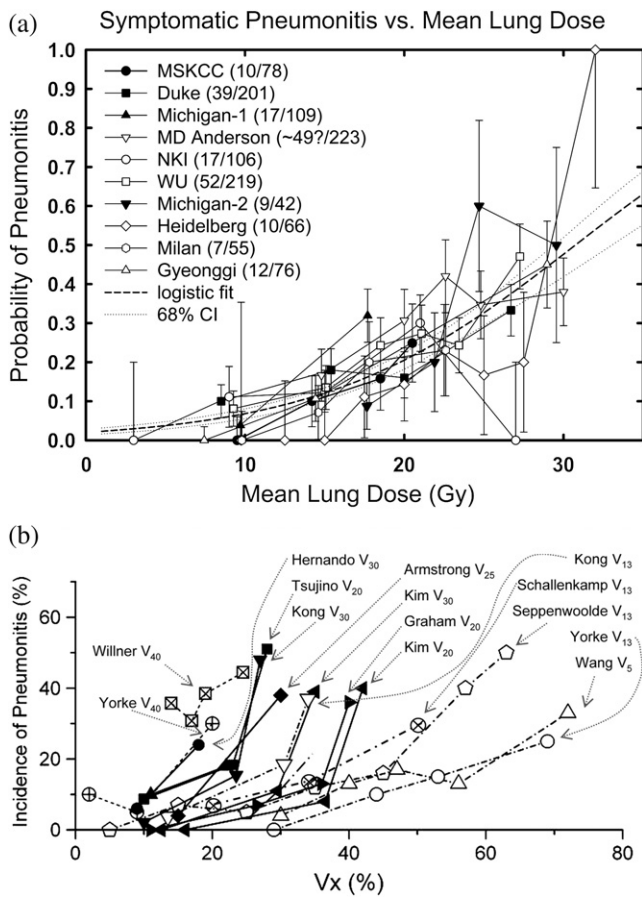 (a)
Symptomatic Pneumonitis vs. Mean Lung Dose
Probability of Pneumonitis
1.0
0.9
0.8
0.7
0.6
0.5
0.4
0.3
0.2
0.1
0.0
MSKCC (10/78)
Duke (39/201)
Michigan-1 (17/109)
MD Anderson (~49?/223)
NKI (17/106)
WU (52/219)
Michigan-2 (9/42)
Heidelberg (10/66)
Milan (7/55)
Gyeonggi (12/76)
logistic fit
68% CI
0 10 20 30
Mean Lung Dose (Gy)
(b)
Incidence of Pneumonitis (%)
60
40
20
0
Hernando V30
Tsujino V20
Kong V30
Willner V40
Yorke V40
Armstrong V25
Kim V30
Graham V20
Kim V20
Kong V13
Schallenkamp V13
Seppenwoolde V13
Yorke V13
Wang V5
0 20 40 60 80
Vx (%)